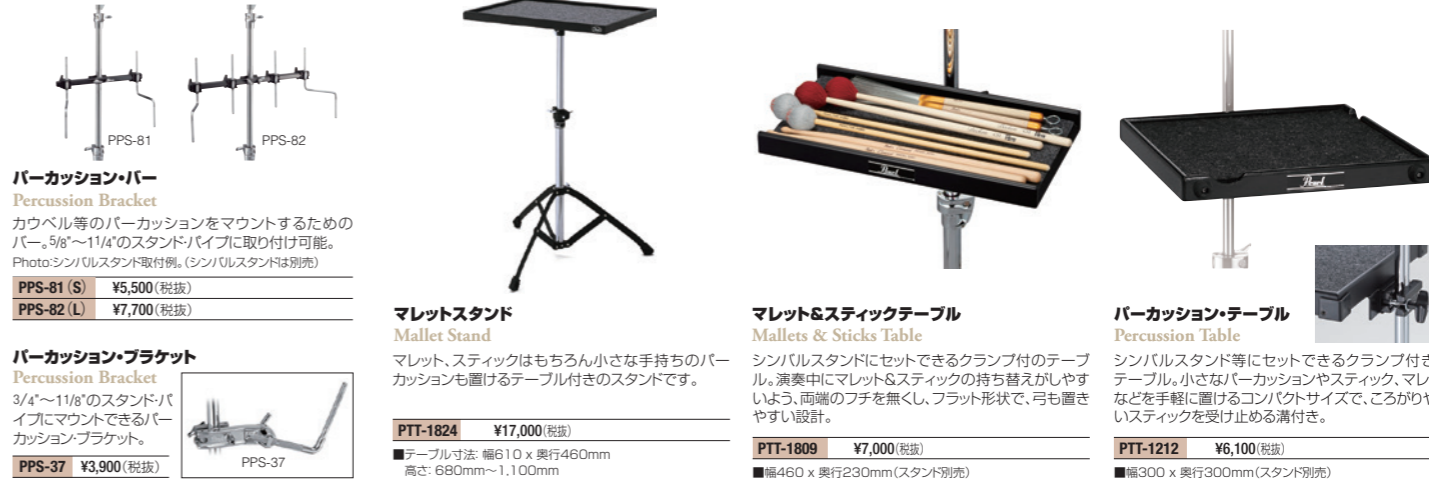 PPS-81
PPS-82
パーカッション・バー
Percussion Bracket
カウベル等のパーカッションをマウントするための
バー。5/8"～11/4"のスタンド・パイプに取り付け可能。
Photo:シンバルスタンド取付例。(シンバルスタンドは別売)
PPS-81(S) ¥5,500(税抜)
PPS-82(L) ¥7,700(税抜)
パーカッション・ブラケット
Percussion Bracket
3/4"～11/8"のスタンド・パ
イプにマウントできるパー
カッション・ブラケット。
PPS-37 ¥3,900(税抜)
PPS-37
マレットスタンド
Mallet Stand
マレット、スティックはもちろん小さな手持ちのパー
カッションも置けるテーブル付きのスタンドです。
PTT-1824 ¥17,000(税抜)
■テーブル寸法: 幅610 x 奥行460mm
高さ: 680mm～1,100mm
Pearl
マレット&スティックテーブル
Mallets & Sticks Table
シンバルスタンドにセットできるクランプ付のテーブ
ル。演奏中にマレット&スティックの持ち替えがしやす
いよう、両端のフチを無くし、フラット形状で、弓も置き
やすい設計。
PTT-1809 ¥7,000(税抜)
■幅460 x 奥行230mm(スタンド別売)
Pearl
パーカッション・テーブル
Percussion Table
シンバルスタンド等にセットできるクランプ付き
テーブル。小さなパーカッションやスティック、マレ
などを手軽に置けるコンパクトサイズで、ころがりや
いスティックを受け止める溝付き。
PTT-1212 ¥6,100(税抜)
■幅300 x 奥行300mm(スタンド別売)